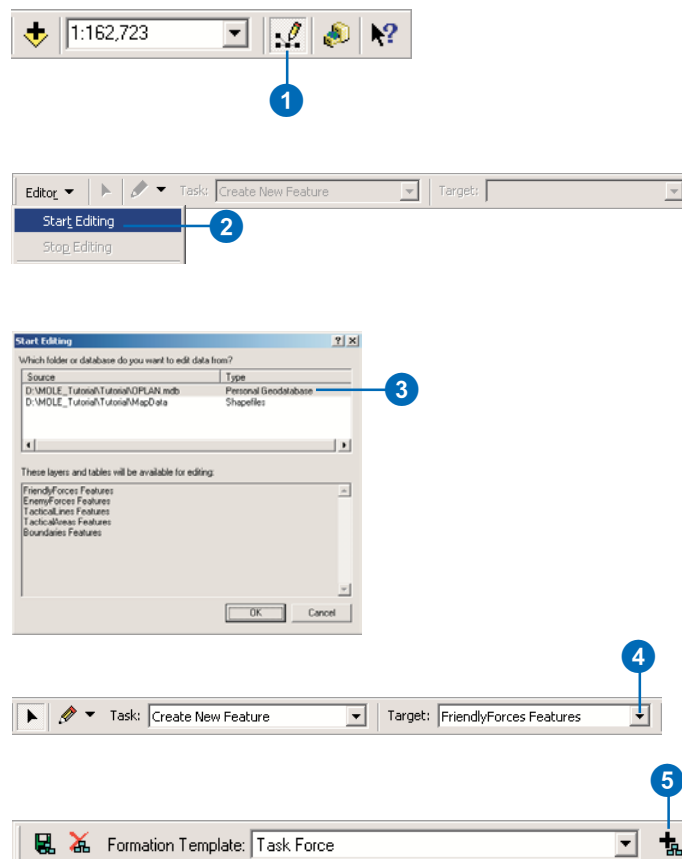 1:162,723
1
Editor Task: Create New Feature Target:
Start Editing
Stop Editing
2
Start Editing
Which folder or database do you want to edit data from?
Source Type
D:\MOLE_Tutorial\Tutorial\OPLAN.mdb Personal Geodatabase
D:\MOLE_Tutorial\Tutorial\MapData Shapefiles
3
These layers and tables will be available for editing:
FriendlyForces Features
EnemyForces Features
TacticalLines Features
TacticalAreas Features
Boundaries Features
OK Cancel
4
Task: Create New Feature Target: FriendlyForces Features
5
Formation Template: Task Force